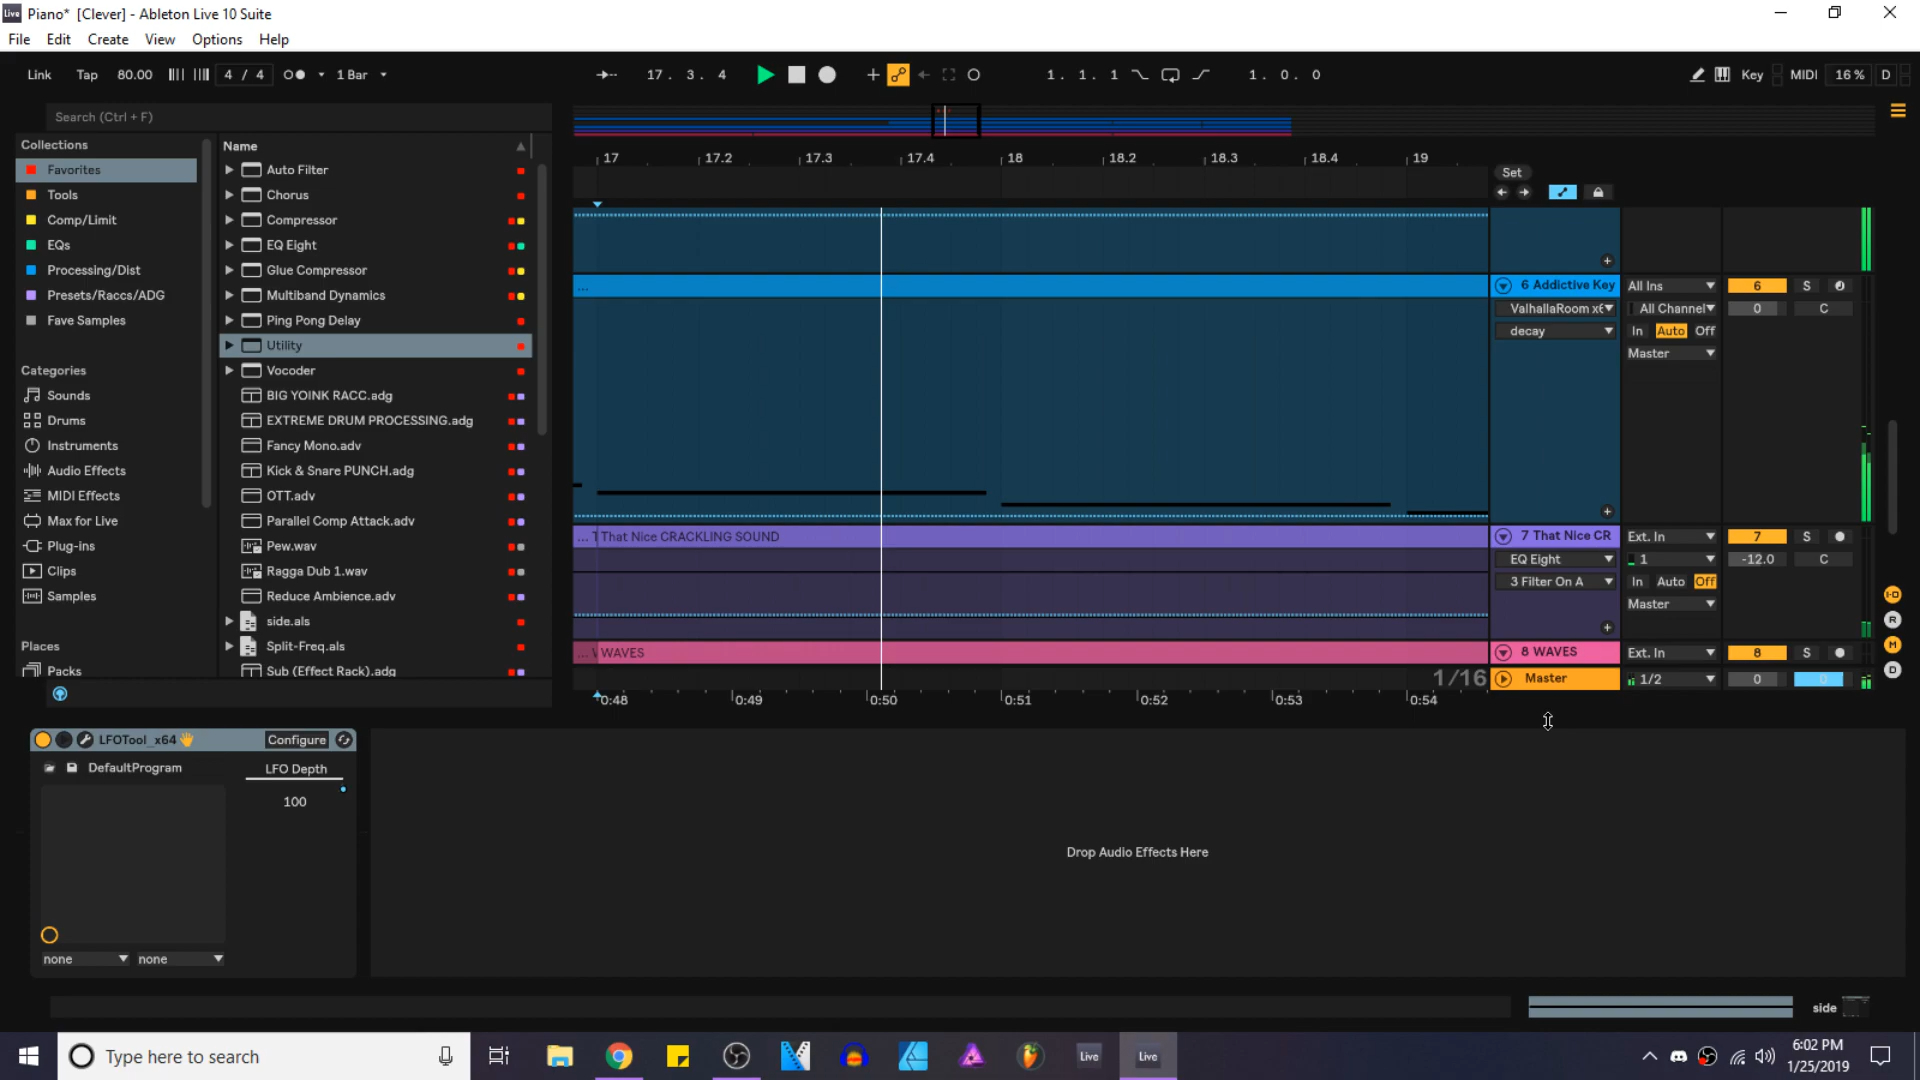 Live Piano* [Clever] - Ableton Live 10 Suite
File Edit Create View Options Help
Link Tap 80.00 4 / 4 1 Bar 17. 3. 4 1. 1. 1 1. 0. 0 Key MIDI 16 % D
Search (Ctrl + F)
Collections
Favorites
Tools
Comp/Limit
EQs
Processing/Dist
Presets/Raccs/ADG
Fave Samples
Categories
Sounds
Drums
Instruments
Audio Effects
MIDI Effects
Max for Live
Plug-ins
Clips
Samples
Places
Packs
Name
Auto Filter
Chorus
Compressor
EQ Eight
Glue Compressor
Multiband Dynamics
Ping Pong Delay
Utility
Vocoder
BIG YOINK RACC.adg
EXTREME DRUM PROCESSING.adg
Fancy Mono.adv
Kick & Snare PUNCH.adg
OTT.adv
Parallel Comp Attack.adv
Pew.wav
Ragga Dub 1.wav
Reduce Ambience.adv
side.als
Split-Freq.als
Sub (Effect Rack).adg
17 17.2 17.3 17.4 18 18.2 18.3 18.4 19
Set
... 6 Addictive Key All Ins 6 S
ValhallaRoom x6 All Channel 0 C
decay In Auto Off
Master
... T That Nice CRACKLING SOUND 7 That Nice CR Ext. In 7 S
EQ Eight 1 -12.0 C
3 Filter On A In Auto Off
Master
I-O
R
M
D
... WAVES 8 WAVES Ext. In 8 S
1/16 Master 1/2 0 0
0:48 0:49 0:50 0:51 0:52 0:53 0:54
LFOTool_x64 Configure
DefaultProgram LFO Depth
100
none none
Drop Audio Effects Here
side
Type here to search
Live Live
6:02 PM
1/25/2019